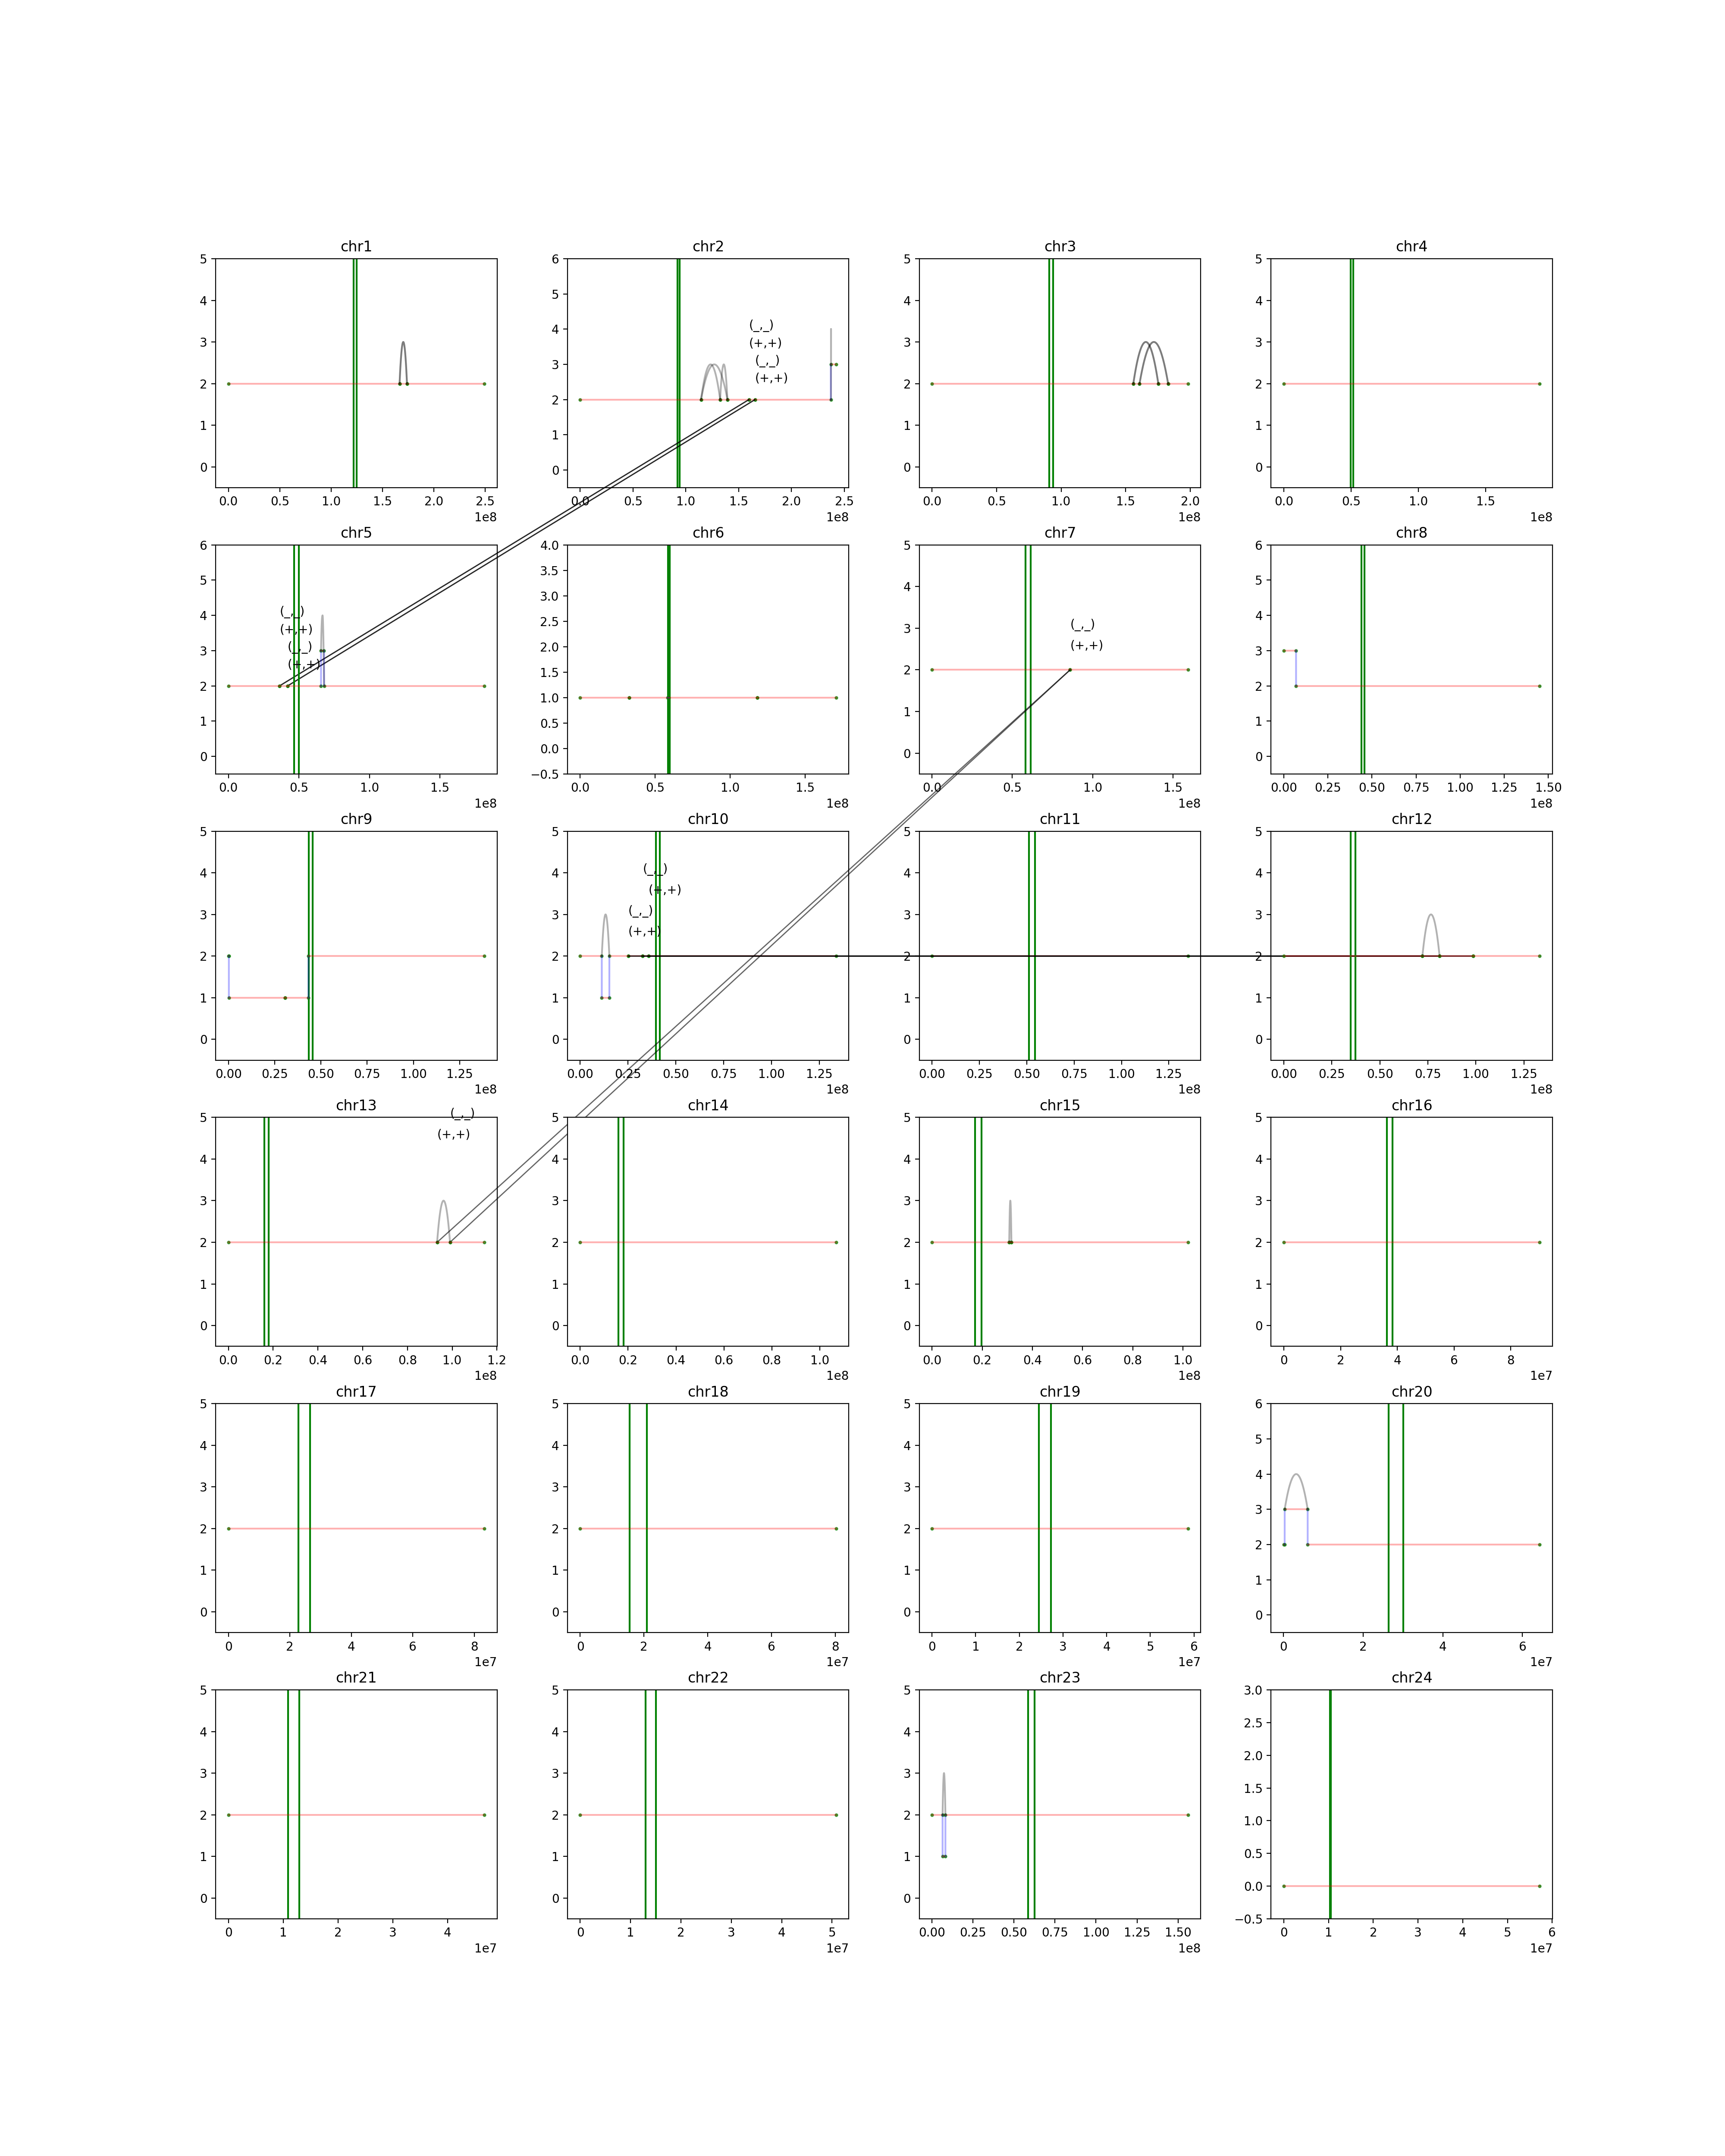 chr1 chr2 chr3 chr4
5 6 5 5
4 5 4 4
3 4 3 3
2 3 2 2
1 2 1 1
0 1 0 0
0
(_,_)
(+,+)
(_,_)
(+,+)
0.0 0.5 1.0 1.5 2.0 2.5 0.0 0.5 1.0 1.5 2.0 2.5 0.0 0.5 1.0 1.5 2.0 0.0 0.5 1.0 1.5
1e8 1e8 1e8 1e8
chr5 chr6 chr7 chr8
6 4.0 5 6
5 3.5 4 5
4 3.0 3 4
3 2.5 2 3
2 2.0 1 2
1 1.5 0 1
0 1.0 0
0.5
0.0
−0.5
(_,_)
(+,+)
(_,_)
(+,+)
(_,_)
(+,+)
0.0 0.5 1.0 1.5 0.0 0.5 1.0 1.5 0.0 0.5 1.0 1.5 0.00 0.25 0.50 0.75 1.00 1.25 1.50
1e8 1e8 1e8 1e8
chr9 chr10 chr11 chr12
5 5 5 5
4 4 4 4
3 3 3 3
2 2 2 2
1 1 1 1
0 0 0 0
(_,_)
(+,+)
(_,_)
(+,+)
0.00 0.25 0.50 0.75 1.00 1.25 0.00 0.25 0.50 0.75 1.00 1.25 0.00 0.25 0.50 0.75 1.00 1.25 0.00 0.25 0.50 0.75 1.00 1.25
1e8 1e8 1e8 1e8
chr13 chr14 chr15 chr16
(_,_)
(+,+)
5 5 5 5
4 4 4 4
3 3 3 3
2 2 2 2
1 1 1 1
0 0 0 0
0.0 0.2 0.4 0.6 0.8 1.0 1.2 0.0 0.2 0.4 0.6 0.8 1.0 0.0 0.2 0.4 0.6 0.8 1.0 0 2 4 6 8
1e8 1e8 1e8 1e7
chr17 chr18 chr19 chr20
5 5 5 6
4 4 4 5
3 3 3 4
2 2 2 3
1 1 1 2
0 0 0 1
0
0 2 4 6 8 0 2 4 6 8 0 1 2 3 4 5 6 0 2 4 6
1e7 1e7 1e7 1e7
chr21 chr22 chr23 chr24
5 5 5 3.0
4 4 4 2.5
3 3 3 2.0
2 2 2 1.5
1 1 1 1.0
0 0 0 0.5
0.0
−0.5
0 1 2 3 4 0 1 2 3 4 5 0.00 0.25 0.50 0.75 1.00 1.25 1.50 0 1 2 3 4 5 6
1e7 1e7 1e8 1e7